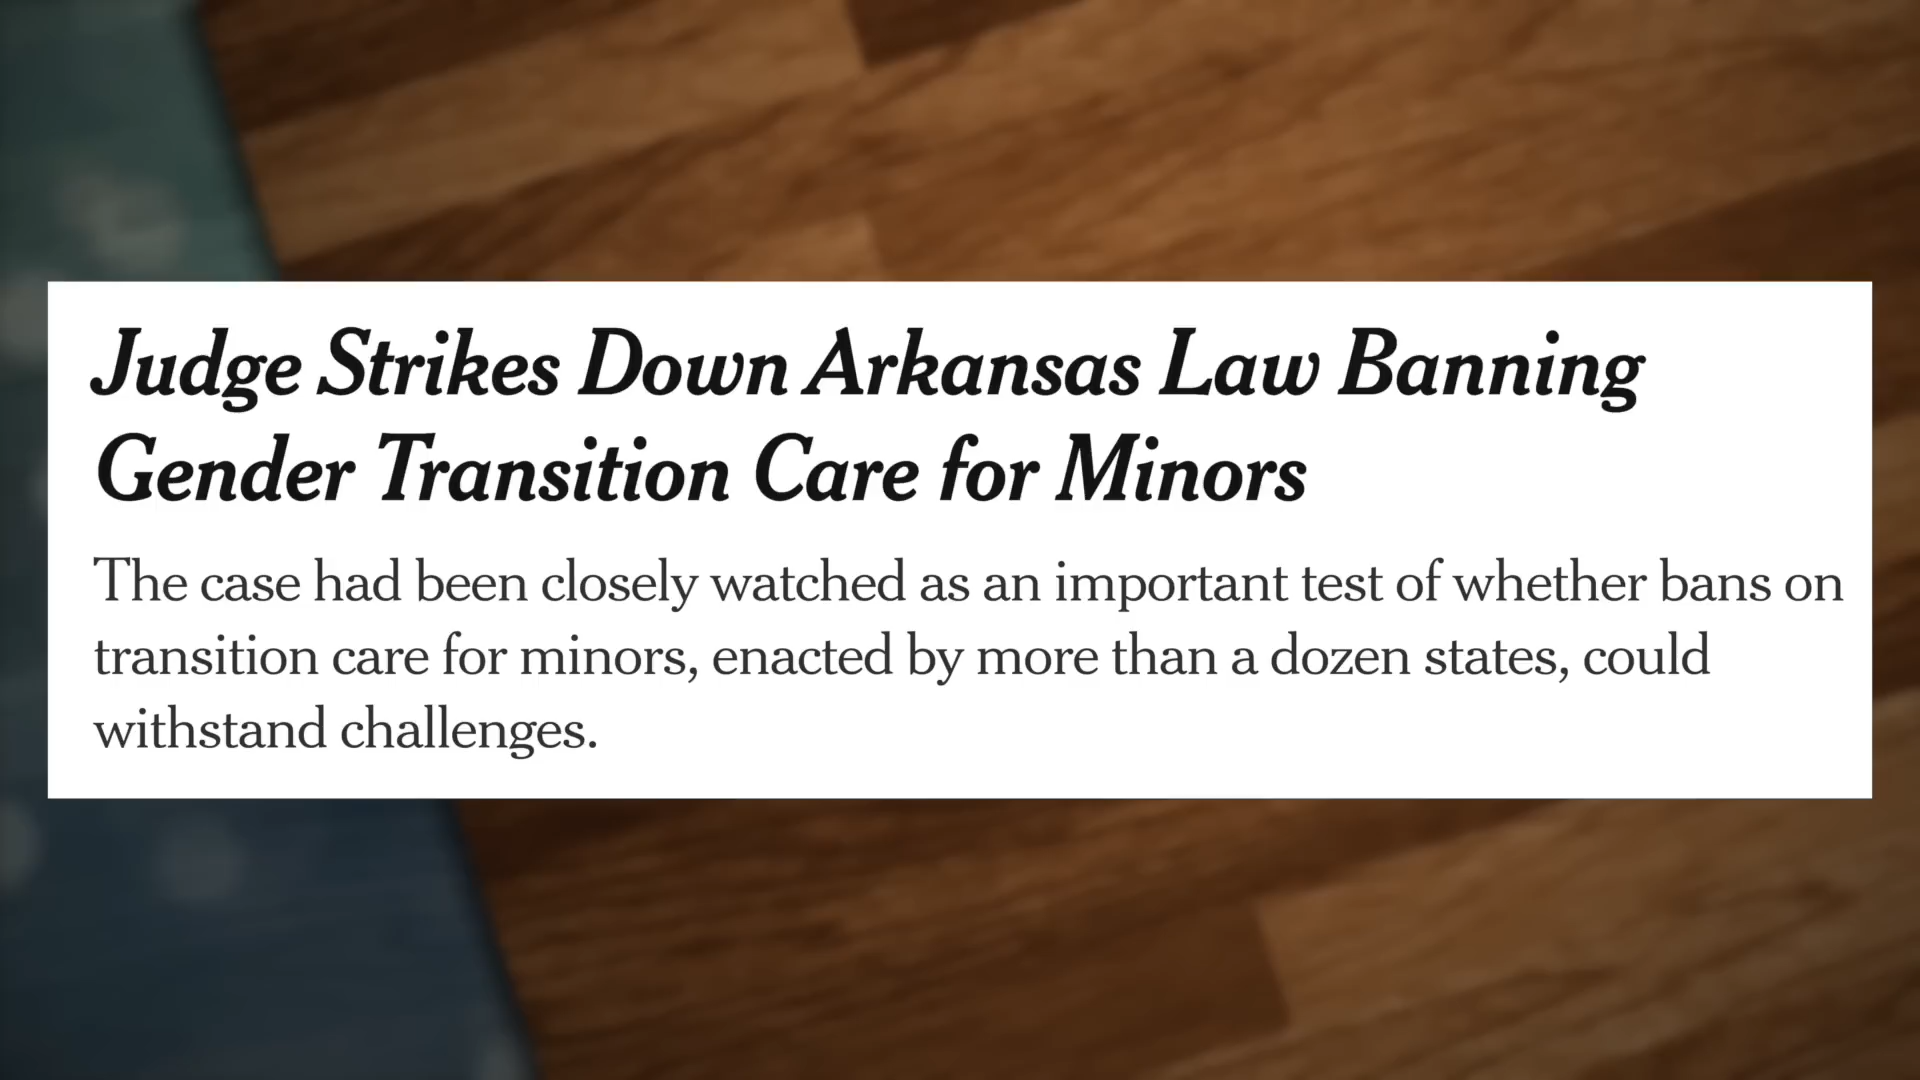 Judge Strikes Down Arkansas Law Banning
Gender Transition Care for Minors
The case had been closely watched as an important test of whether bans on
transition care for minors, enacted by more than a dozen states, could
withstand challenges.